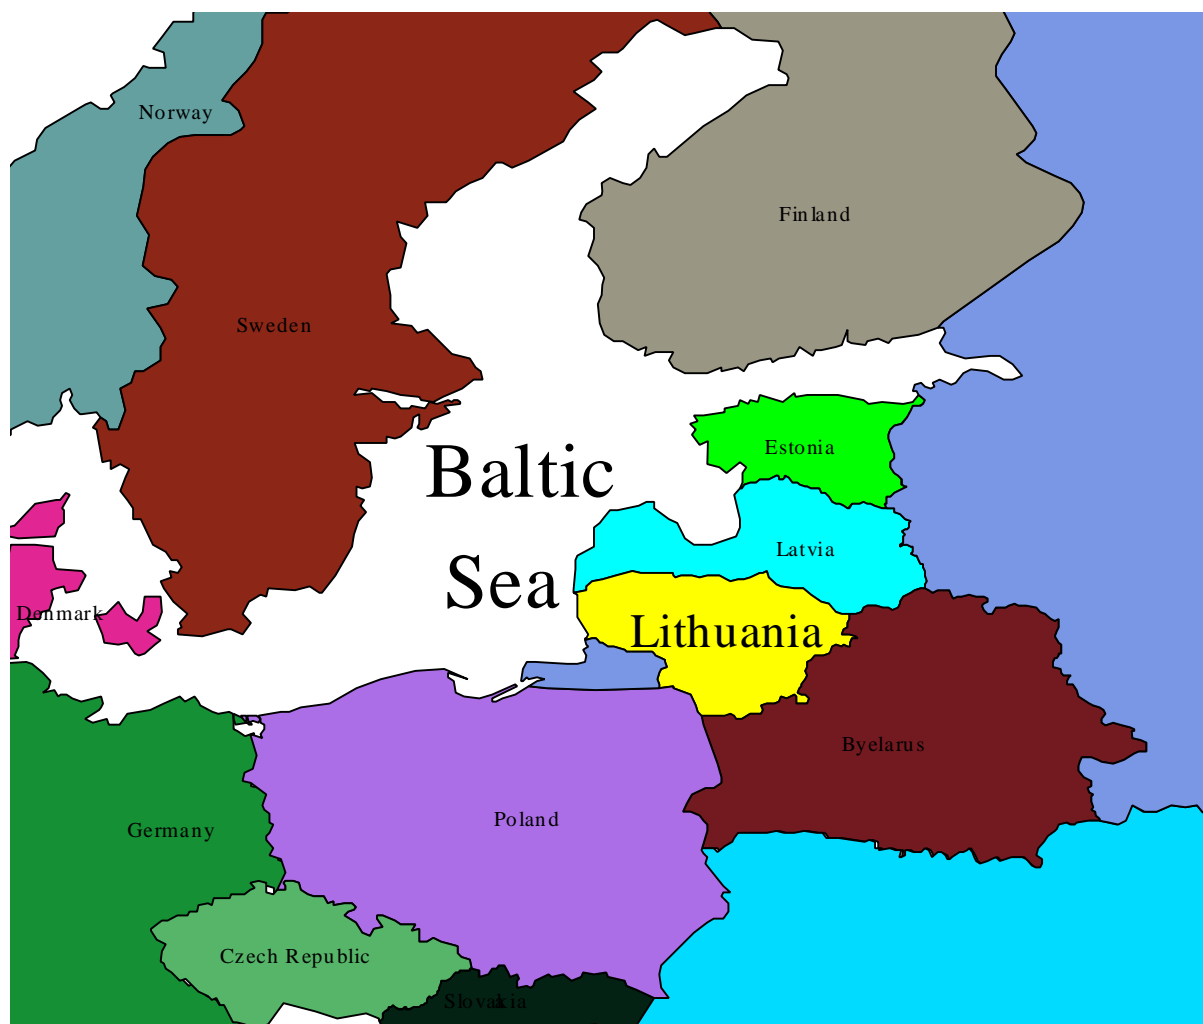 Norway
Finland
Sweden
Estonia
Baltic
Latvia
Sea
Denmark
Lithuania
Byelarus
Poland
Germany
Czech Republic
Slovakia